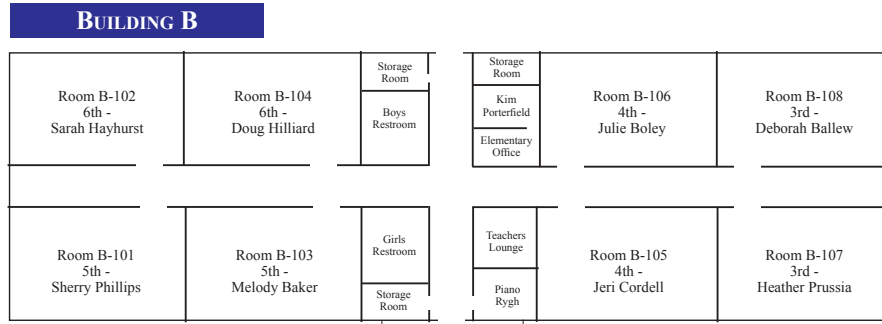 BUILDING B
Room B-102
6th -
Sarah Hayhurst
Room B-104
6th -
Doug Hilliard
Storage
Room
Boys
Restroom
Storage
Room
Kim
Porterfield
Elementary
Office
Room B-106
4th -
Julie Boley
Room B-108
3rd -
Deborah Ballew
Room B-101
5th -
Sherry Phillips
Room B-103
5th -
Melody Baker
Girls
Restroom
Storage
Room
Teachers
Lounge
Piano
Rygh
Room B-105
4th -
Jeri Cordell
Room B-107
3rd -
Heather Prussia